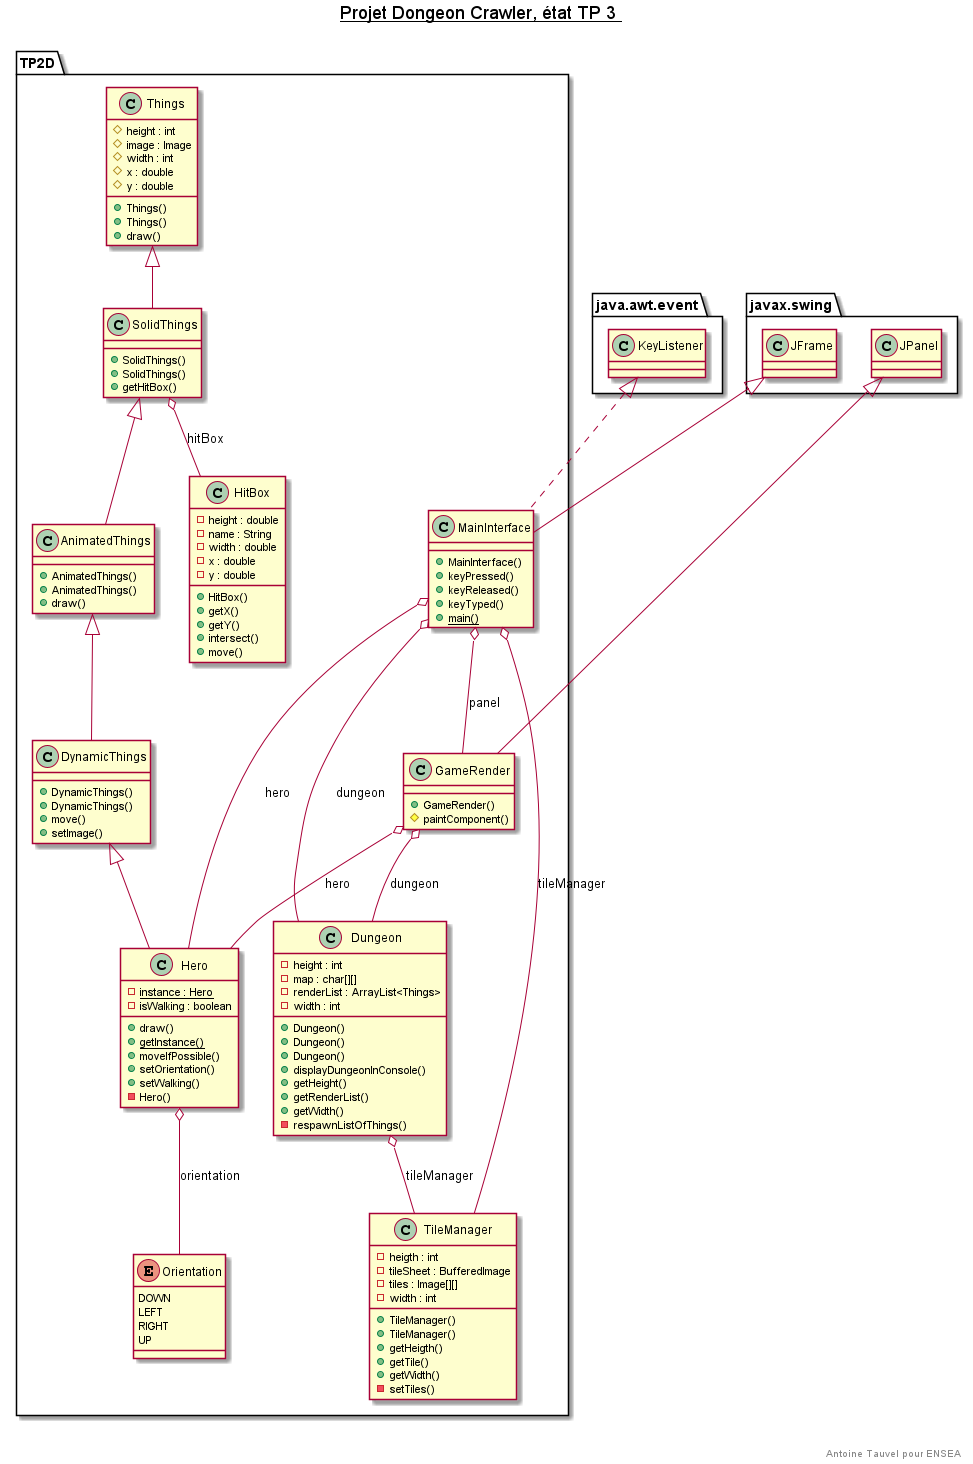 Projet Dongeon Crawler, état TP 3
TP2D
C Things
height : int
image : Image
width : int
x : double
y : double
Things()
Things()
draw()
java.awt.event
C KeyListener
javax.swing
C JFrame
C JPanel
C SolidThings
SolidThings()
SolidThings()
getHitBox()
hitBox
C HitBox
height : double
name : String
width : double
x : double
y : double
HitBox()
getX()
getY()
intersect()
move()
C AnimatedThings
AnimatedThings()
AnimatedThings()
draw()
C MainInterface
MainInterface()
keyPressed()
keyReleased()
keyTyped()
main()
panel
hero
dungeon
tileManager
C DynamicThings
DynamicThings()
DynamicThings()
move()
setImage()
C GameRender
GameRender()
paintComponent()
hero
dungeon
C Hero
instance : Hero
isWalking : boolean
draw()
getInstance()
moveIfPossible()
setOrientation()
setWalking()
Hero()
C Dungeon
height : int
map : char[][]
renderList : ArrayList<Things>
width : int
Dungeon()
Dungeon()
Dungeon()
displayDungeonInConsole()
getHeight()
getRenderList()
getWidth()
respawnListOfThings()
orientation
tileManager
E Orientation
DOWN
LEFT
RIGHT
UP
C TileManager
heigth : int
tileSheet : BufferedImage
tiles : Image[][]
width : int
TileManager()
TileManager()
getHeigth()
getTile()
getWidth()
setTiles()
Antoine Tauvel pour ENSEA